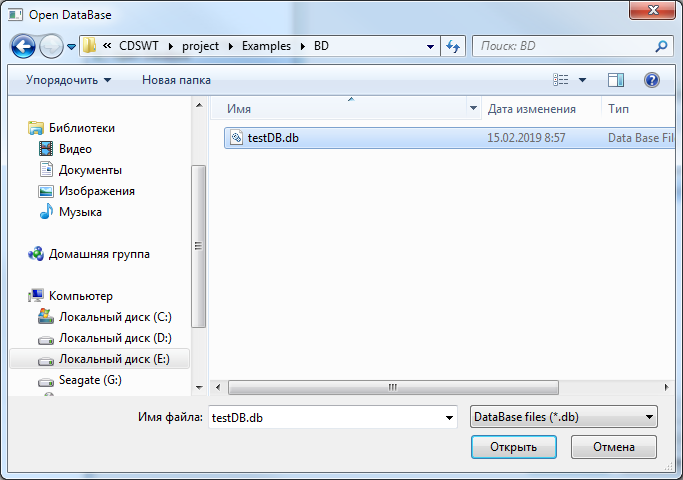 Open DataBase
« CDSWT project Examples BD
Поиск: BD
Упорядочить Новая папка
Имя Дата изменения Тип
testDB.db 15.02.2019 8:57 Data Base Fil
Библиотеки
Видео
Документы
Изображения
Музыка
Домашняя группа
Компьютер
Локальный диск (C:)
Локальный диск (D:)
Локальный диск (E:)
Seagate (G:)
Имя файла: testDB.db DataBase files (*.db)
Открыть Отмена